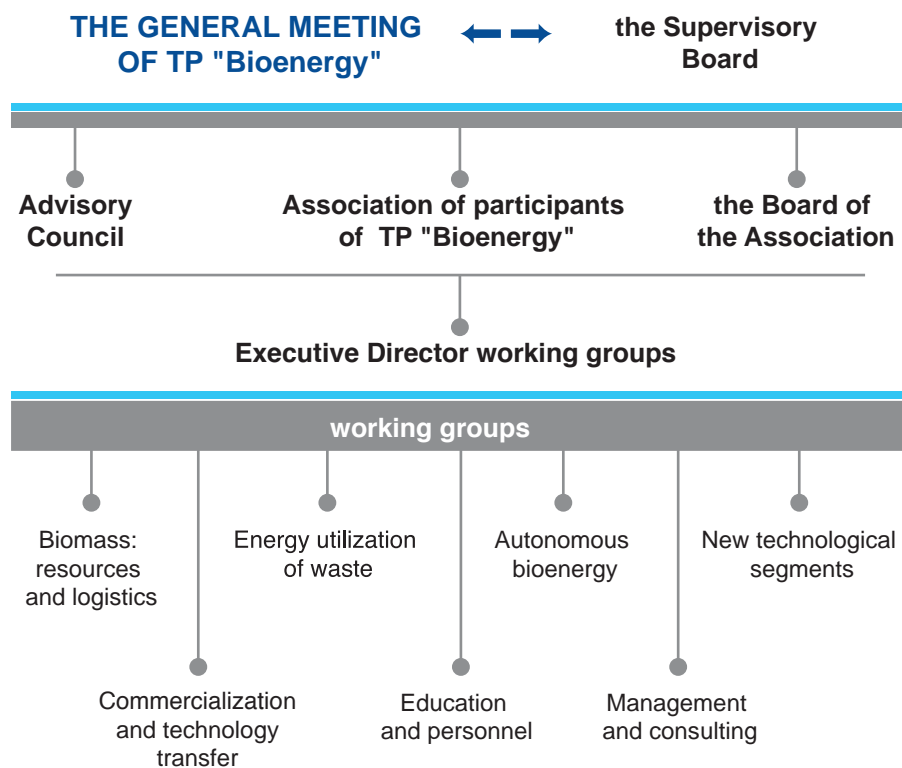 THE GENERAL MEETING
OF TP "Bioenergy"
the Supervisory
Board
Advisory
Council
Association of participants
of TP "Bioenergy"
the Board of
the Association
Executive Director working groups
working groups
Biomass:
resources
and logistics
Energy utilization
of waste
Autonomous
bioenergy
New technological
segments
Commercialization
and technology
transfer
Education
and personnel
Management
and consulting